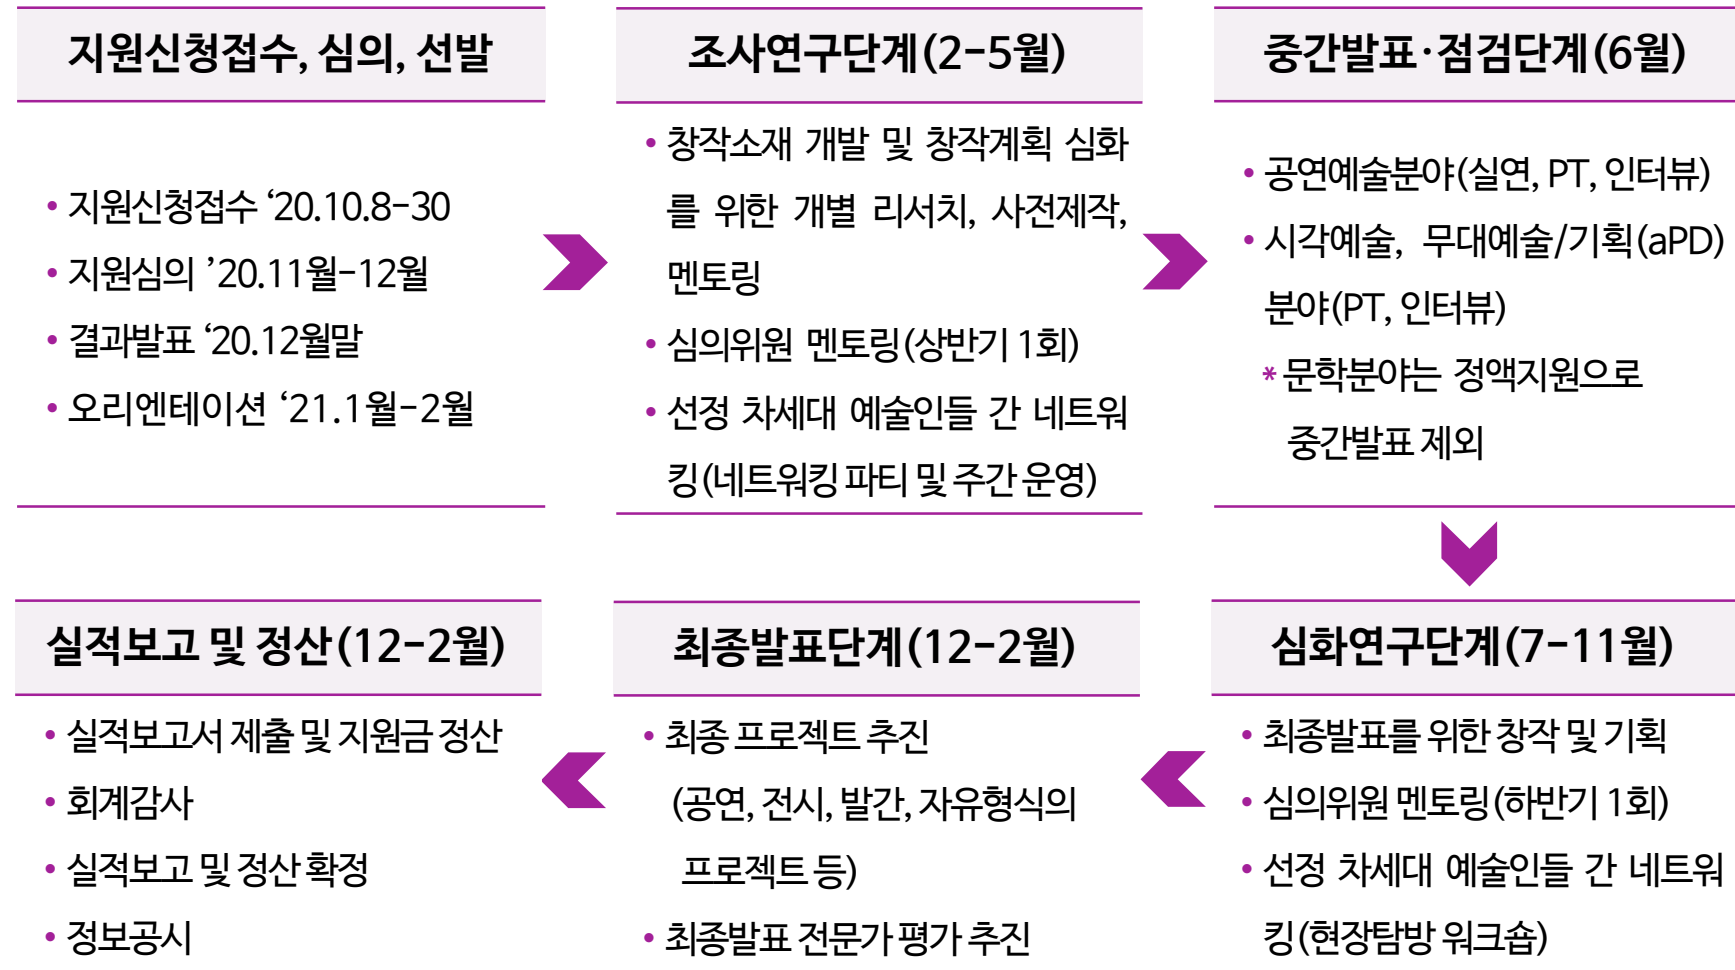 지원신청접수, 심의, 선발
• 지원신청접수 ‘20.10.8-30
• 지원심의 ’20.11월-12월
• 결과발표 ‘20.12월말
• 오리엔테이션 ‘21.1월-2월
조사연구단계(2-5월)
• 창작소재 개발 및 창작계획 심화
를 위한 개별 리서치, 사전제작,
멘토링
• 심의위원 멘토링(상반기 1회)
• 선정 차세대 예술인들 간 네트워
킹(네트워킹 파티 및 주간 운영)
중간발표·점검단계(6월)
• 공연예술분야(실연, PT, 인터뷰)
• 시각예술, 무대예술/기획(aPD)
분야(PT, 인터뷰)
* 문학분야는 정액지원으로
중간발표 제외
심화연구단계(7-11월)
• 최종발표를 위한 창작 및 기획
• 심의위원 멘토링(하반기 1회)
• 선정 차세대 예술인들 간 네트워
킹(현장탐방 워크숍)
최종발표단계(12-2월)
• 최종 프로젝트 추진
(공연, 전시, 발간, 자유형식의
프로젝트 등)
• 최종발표 전문가 평가 추진
실적보고 및 정산(12-2월)
• 실적보고서 제출 및 지원금 정산
• 회계감사
• 실적보고 및 정산 확정
• 정보공시